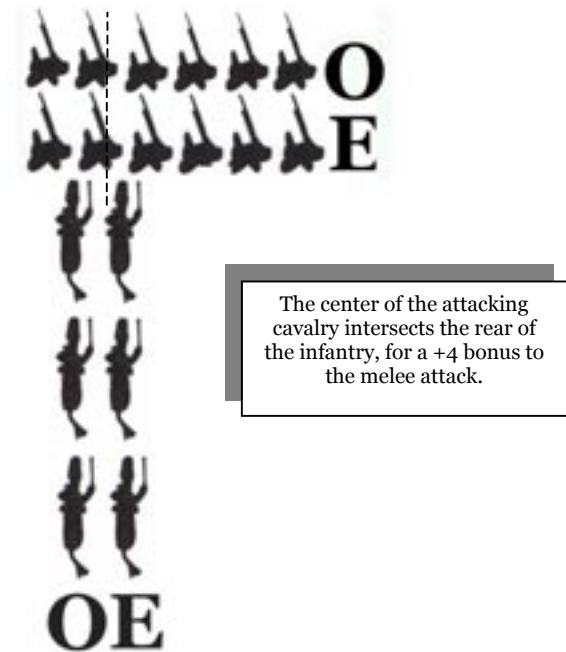 O
E
The center of the attacking
cavalry intersects the rear of
the infantry, for a +4 bonus to
the melee attack.
OE